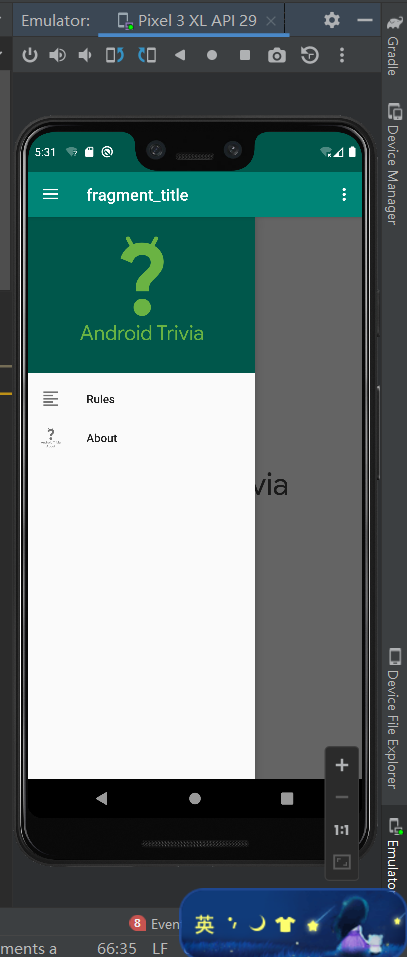 Emulator:
Pixel 3 XL API 29
Gradle
Device Manager
5:31
fragment_title
Android Trivia
Rules
About
via
Device File Explorer
1:1
Emulato
8 Even
英
ments a
66:35 LF